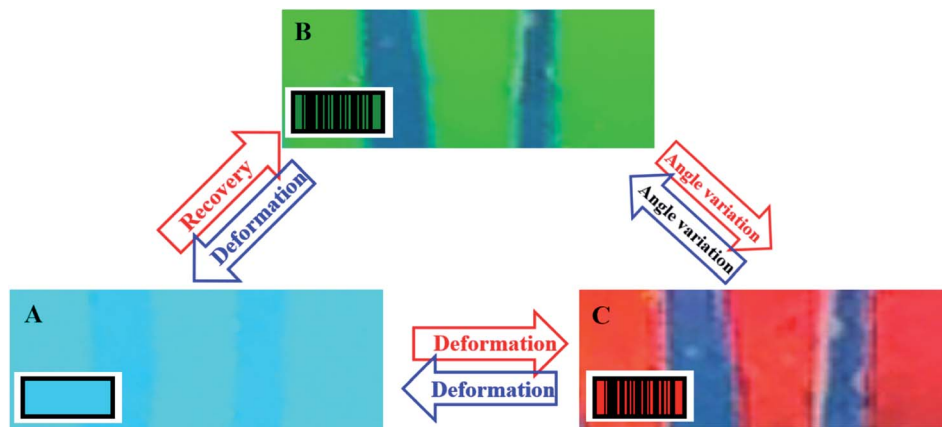 B
Recovery
Deformation
Angle variation
Angle variation
A
Deformation
Deformation
C